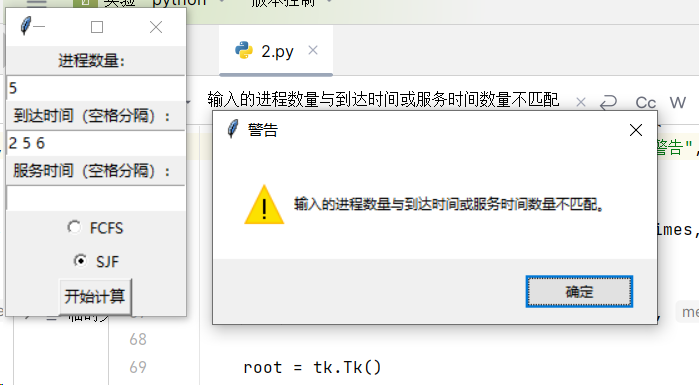 实验 python
版本控制
2.py
输入的进程数量与到达时间或服务时间数量不匹配
Cc
W
进程数量：
5
到达时间（空格分隔）：
2 5 6
服务时间（空格分隔）：
FCFS
SJF
开始计算
警告
输入的进程数量与到达时间或服务时间数量不匹配。
确定
警告",
imes,
68
69
root = tk.Tk()